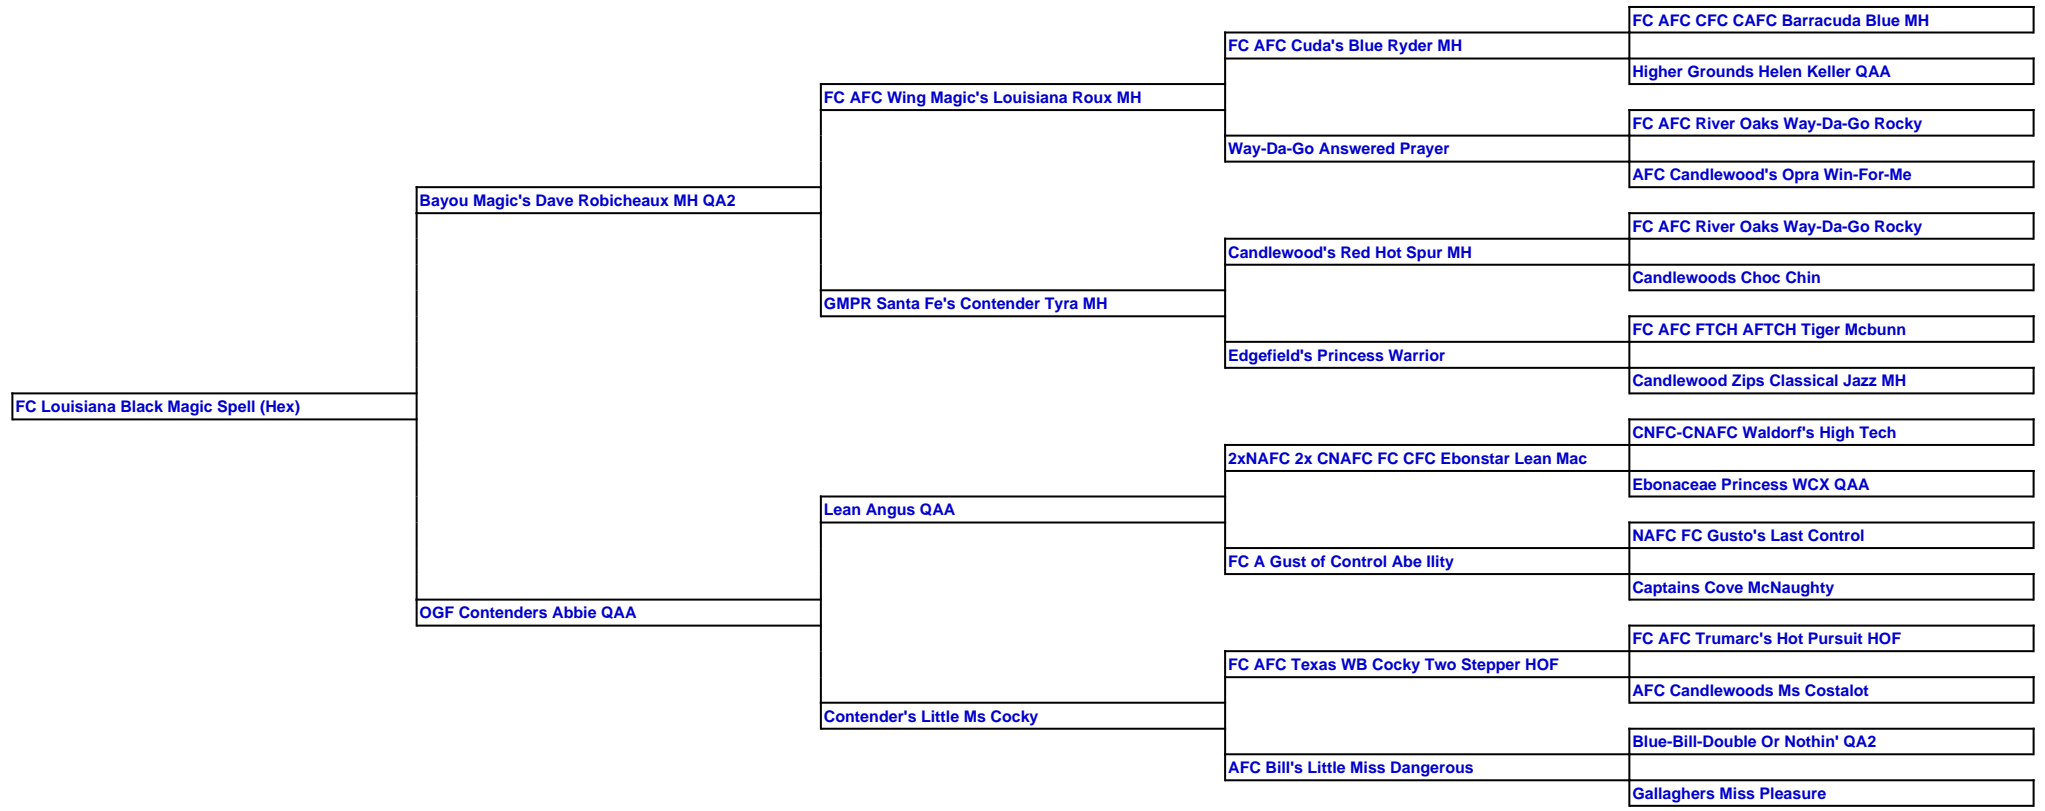 FC AFC CFC CAFC Barracuda Blue MH
FC AFC Cuda's Blue Ryder MH
Higher Grounds Helen Keller QAA
FC AFC Wing Magic's Louisiana Roux MH
FC AFC River Oaks Way-Da-Go Rocky
Way-Da-Go Answered Prayer
AFC Candlewood's Opra Win-For-Me
Bayou Magic's Dave Robicheaux MH QA2
FC AFC River Oaks Way-Da-Go Rocky
Candlewood's Red Hot Spur MH
Candlewoods Choc Chin
GMPR Santa Fe's Contender Tyra MH
FC AFC FTCH AFTCH Tiger Mcbunn
Edgefield's Princess Warrior
Candlewood Zips Classical Jazz MH
FC Louisiana Black Magic Spell (Hex)
CNFC-CNAFC Waldorf's High Tech
2xNAFC 2x CNAFC FC CFC Ebonstar Lean Mac
Ebonaceae Princess WCX QAA
Lean Angus QAA
NAFC FC Gusto's Last Control
FC A Gust of Control Abe Ility
Captains Cove McNaughty
OGF Contenders Abbie QAA
FC AFC Trumarc's Hot Pursuit HOF
FC AFC Texas WB Cocky Two Stepper HOF
AFC Candlewoods Ms Costalot
Contender's Little Ms Cocky
Blue-Bill-Double Or Nothin' QA2
AFC Bill's Little Miss Dangerous
Gallaghers Miss Pleasure